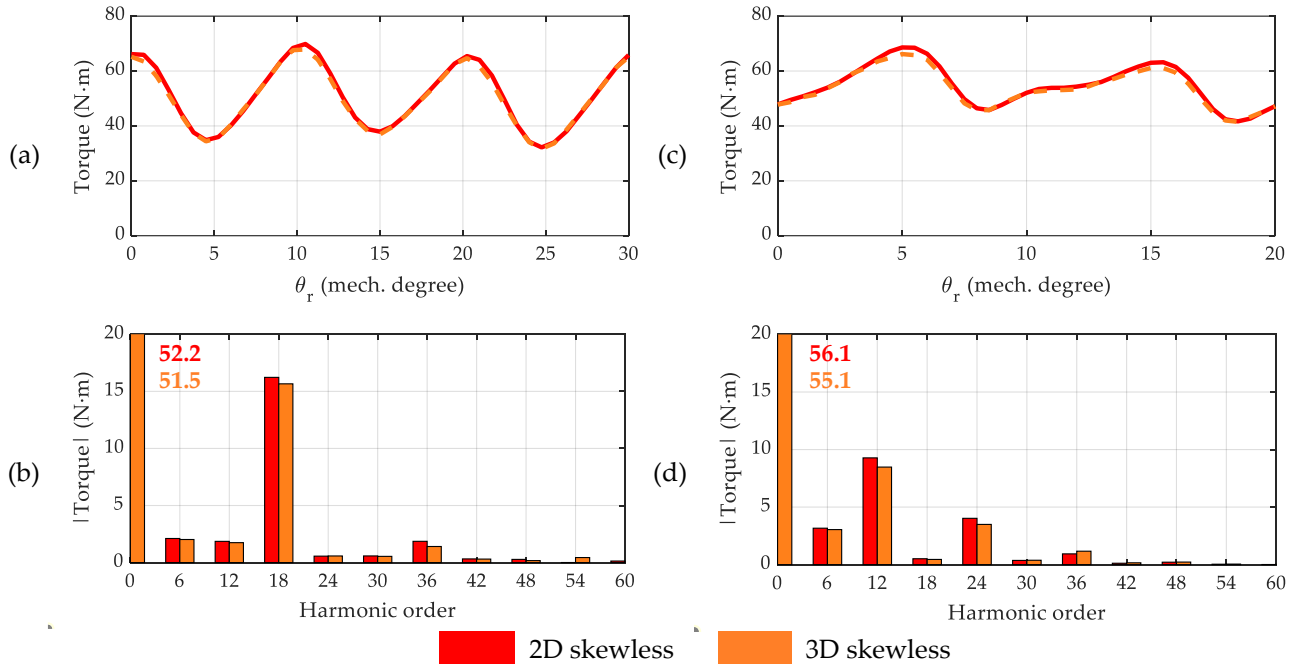 (a)
Torque (N·m)
80
60
40
20
0
0 5 10 15 20 25 30
θr (mech. degree)
(c)
Torque (N·m)
80
60
40
20
0
0 5 10 15 20
θr (mech. degree)
(b)
|Torque| (N·m)
20
15
10
5
0
52.2
51.5
0 6 12 18 24 30 36 42 48 54 60
Harmonic order
(d)
|Torque| (N·m)
20
15
10
5
0
56.1
55.1
0 6 12 18 24 30 36 42 48 54 60
Harmonic order
2D skewless
3D skewless